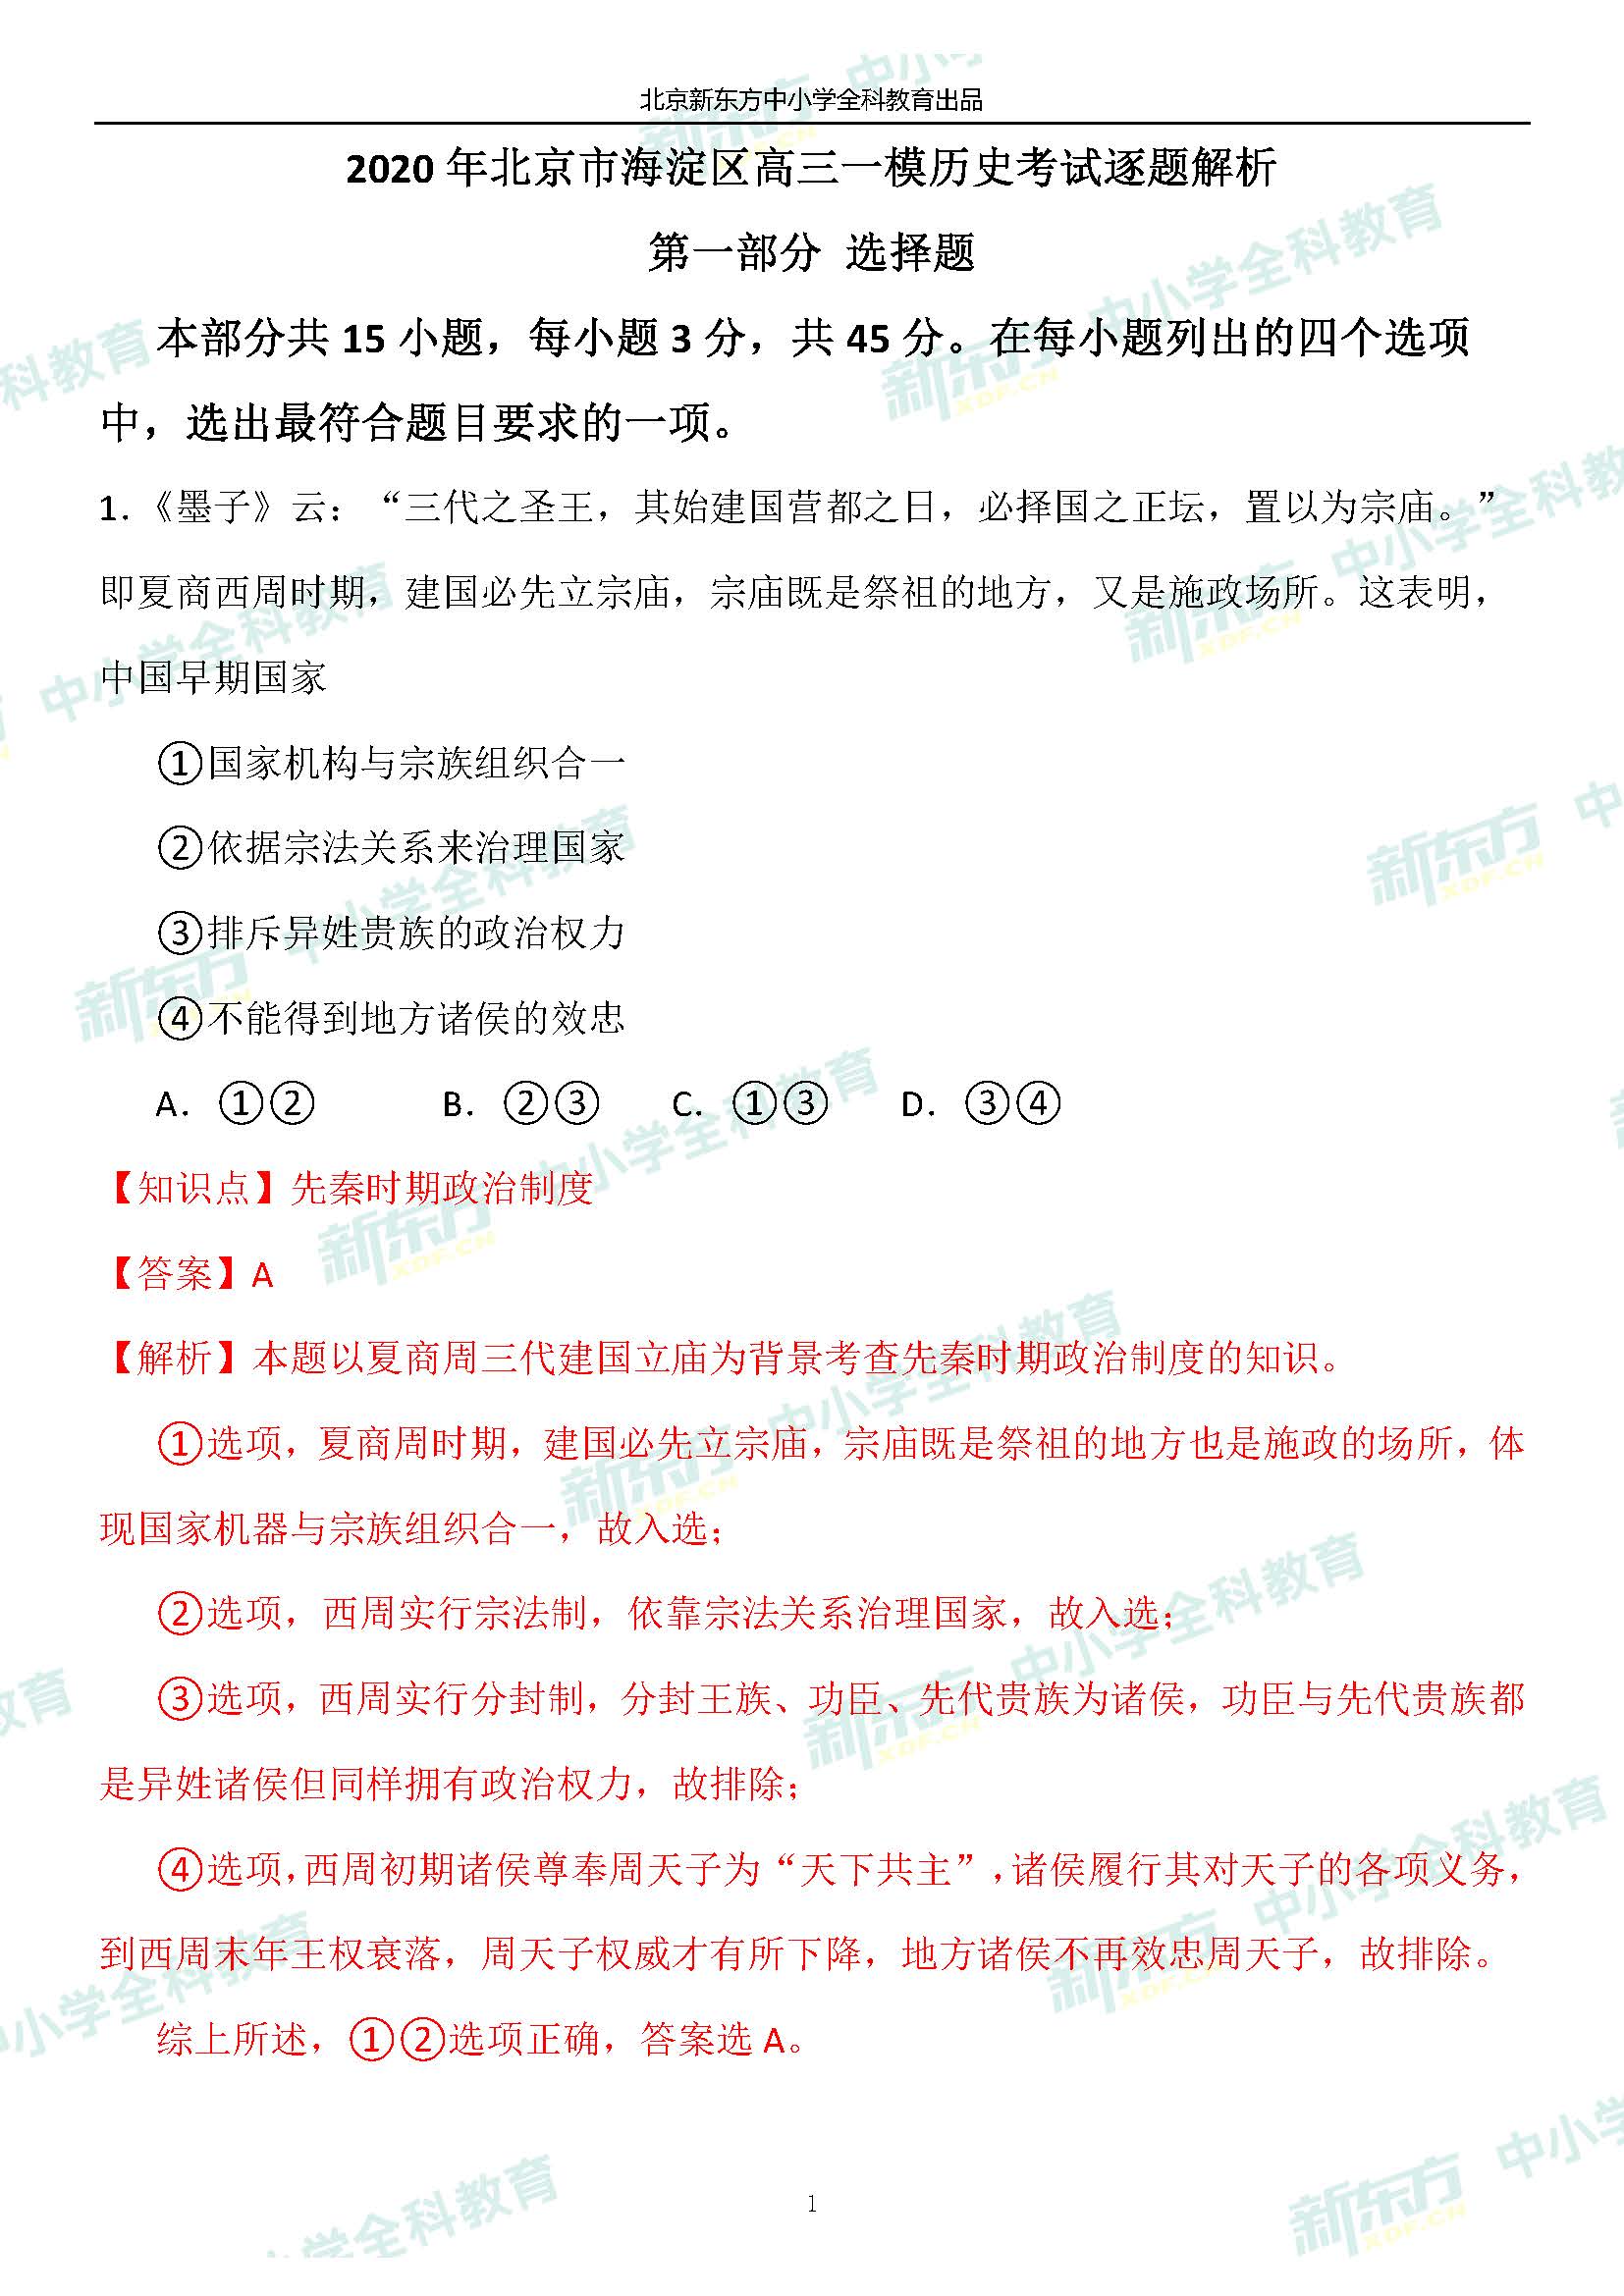 北京新东方中小学全科教育出品
2020年北京市海淀区高三一模历史考试逐题解析
第一部分 选择题
本部分共 15 小题，每小题 3 分，共 45 分。在每小题列出的四个选项
中，选出最符合题目要求的一项。
1.《墨子》云：“三代之圣王，其始建国营都之日，必择国之正坛，置以为宗庙。”
即夏商西周时期，建国必先立宗庙，宗庙既是祭祖的地方，又是施政场所。这表明，
中国早期国家
①国家机构与宗族组织合一
②依据宗法关系来治理国家
③排斥异姓贵族的政治权力
④不能得到地方诸侯的效忠
A. ①② B. ②③ C. ①③ D. ③④
【知识点】先秦时期政治制度
【答案】A
【解析】本题以夏商周三代建国立庙为背景考查先秦时期政治制度的知识。
①选项，夏商周时期，建国必先立宗庙，宗庙既是祭祖的地方也是施政的场所，体
现国家机器与宗族组织合一，故入选；
②选项，西周实行宗法制，依靠宗法关系治理国家，故入选；
③选项，西周实行分封制，分封王族、功臣、先代贵族为诸侯，功臣与先代贵族都
是异姓诸侯但同样拥有政治权力，故排除；
④选项，西周初期诸侯尊奉周天子为“天下共主”，诸侯履行其对天子的各项义务，
到西周末年王权衰落，周天子权威才有所下降，地方诸侯不再效忠周天子，故排除。
综上所述，①②选项正确，答案选 A。
1
新东方 XDF.CN 中小学全科教育